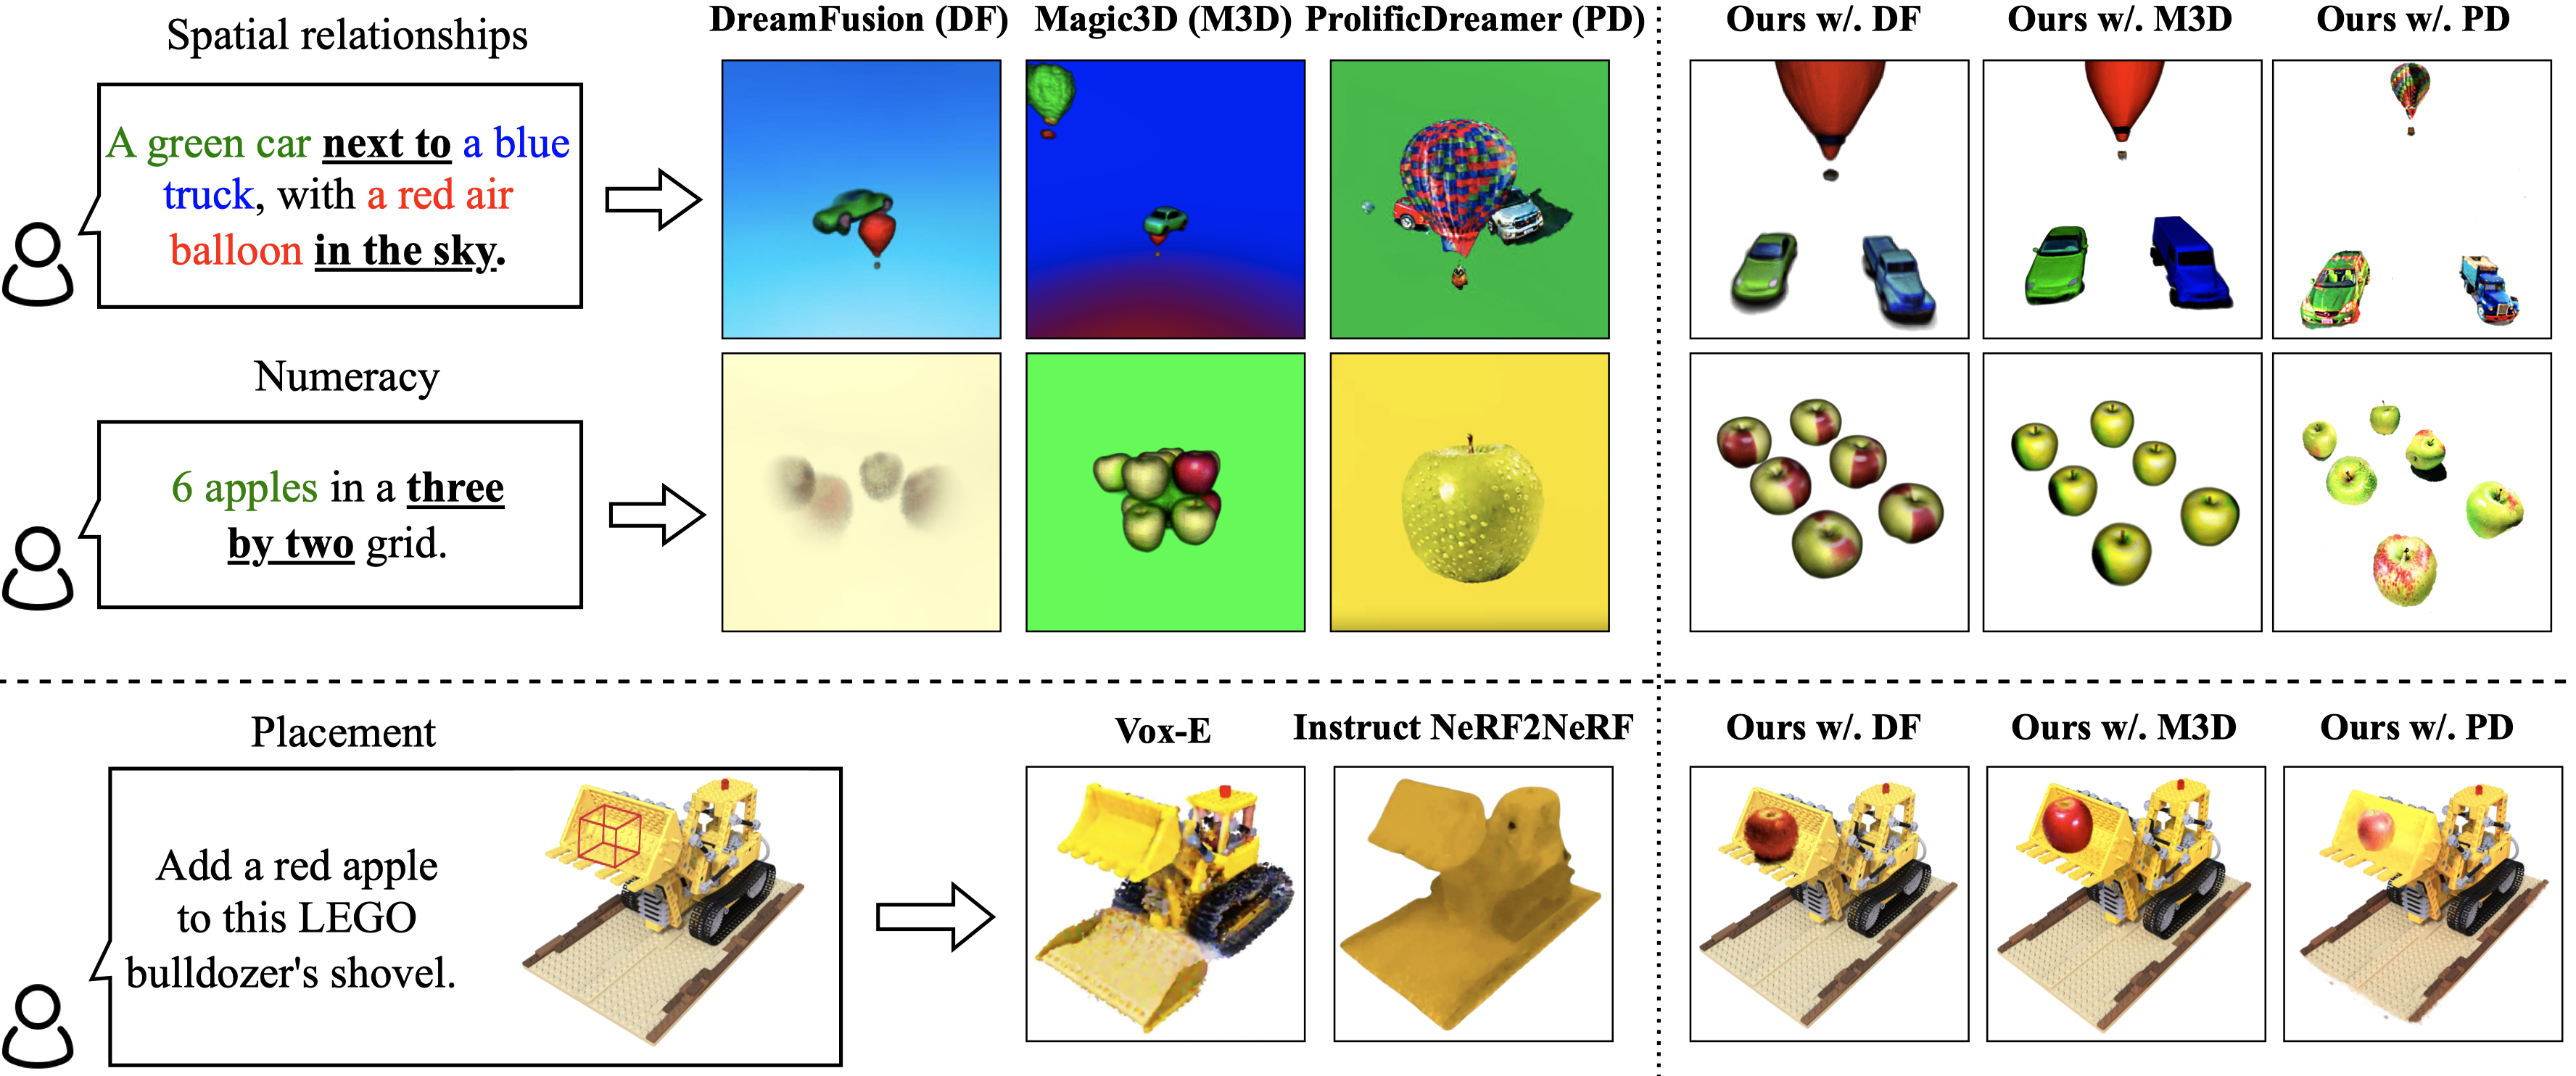 Spatial relationships
DreamFusion (DF)
Magic3D (M3D)
ProlificDreamer (PD)
Ours w/. DF
Ours w/. M3D
Ours w/. PD
A green car next to a blue
truck, with a red air
balloon in the sky.
Numeracy
6 apples in a three
by two grid.
Placement
Vox-E
Instruct NeRF2NeRF
Ours w/. DF
Ours w/. M3D
Ours w/. PD
Add a red apple
to this LEGO
bulldozer's shovel.